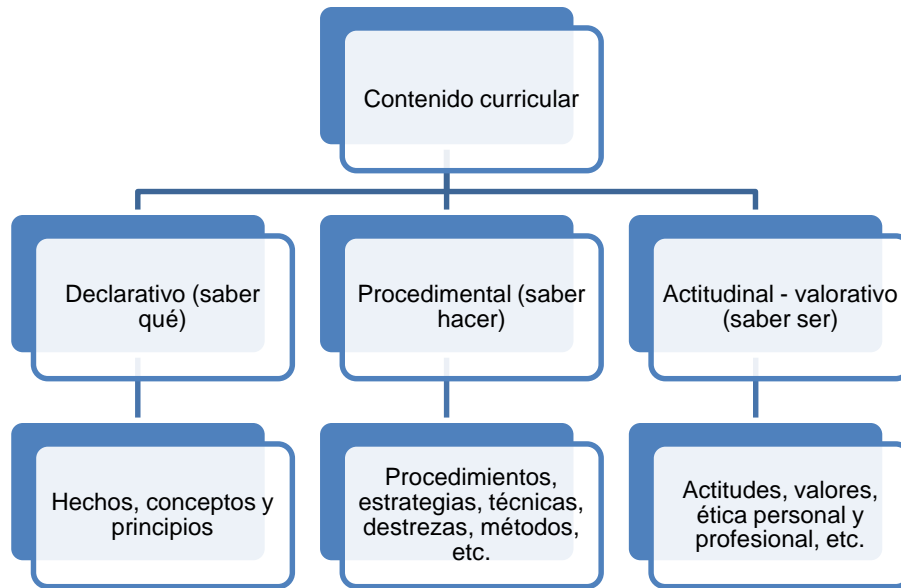 Contenido curricular
Declarativo (saber
qué)
Procedimental (saber
hacer)
Actitudinal - valorativo
(saber ser)
Hechos, conceptos y
principios
Procedimientos,
estrategias, técnicas,
destrezas, métodos,
etc.
Actitudes, valores,
ética personal y
profesional, etc.